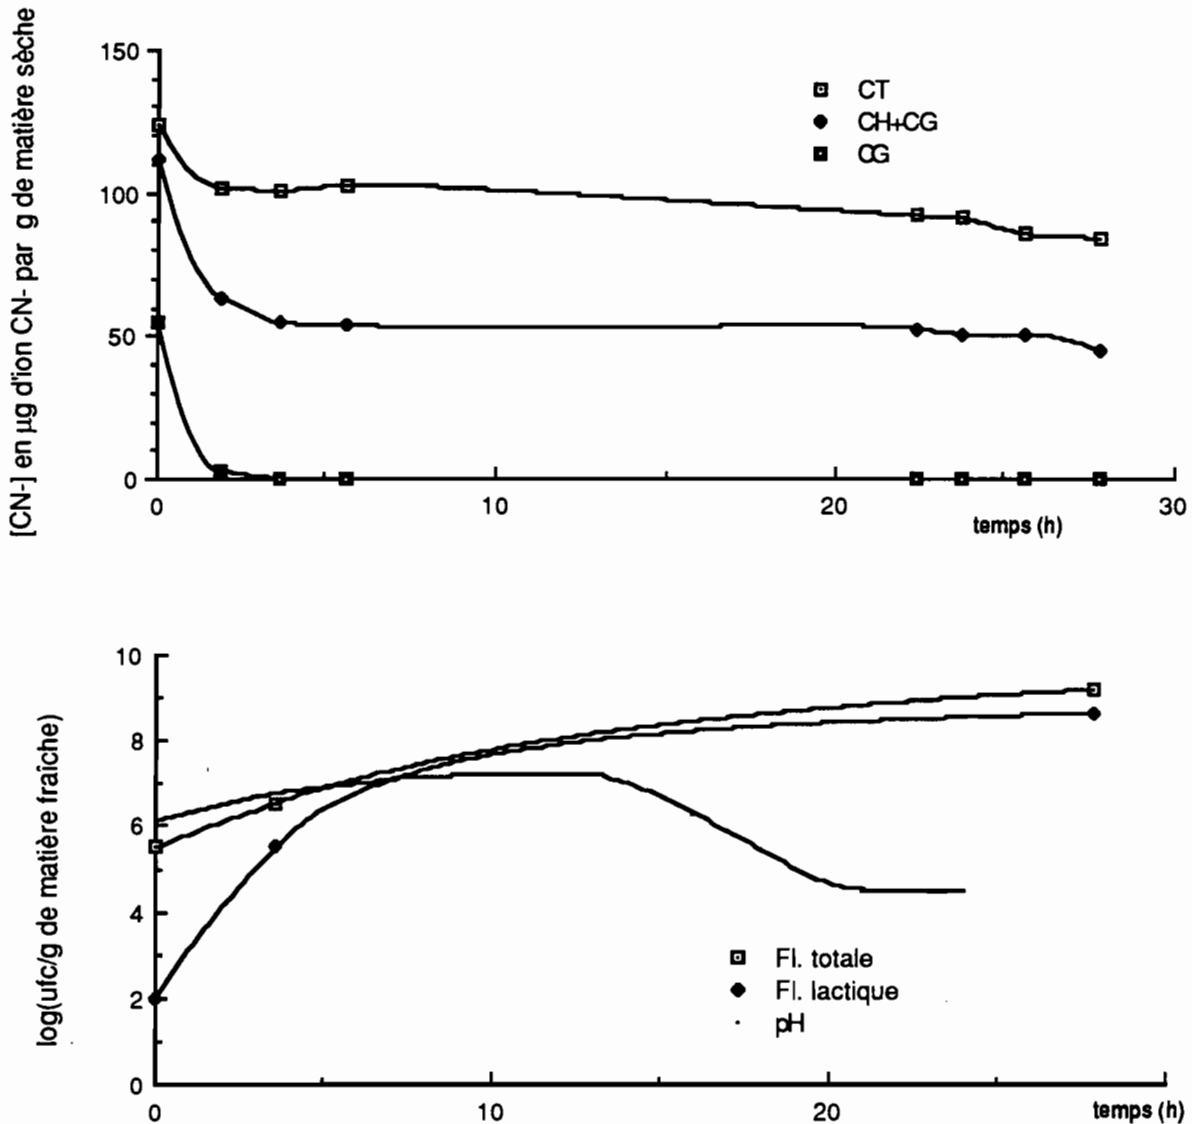 [CN-] en µg d'ion CN- par g de matière sèche
150
100
50
0
CT
CH+CG
CG
0
10
20
30
temps (h)
log(ufc/g de matière fraîche)
10
8
6
4
2
0
Fl. totale
Fl. lactique
pH
0
10
20
temps (h)